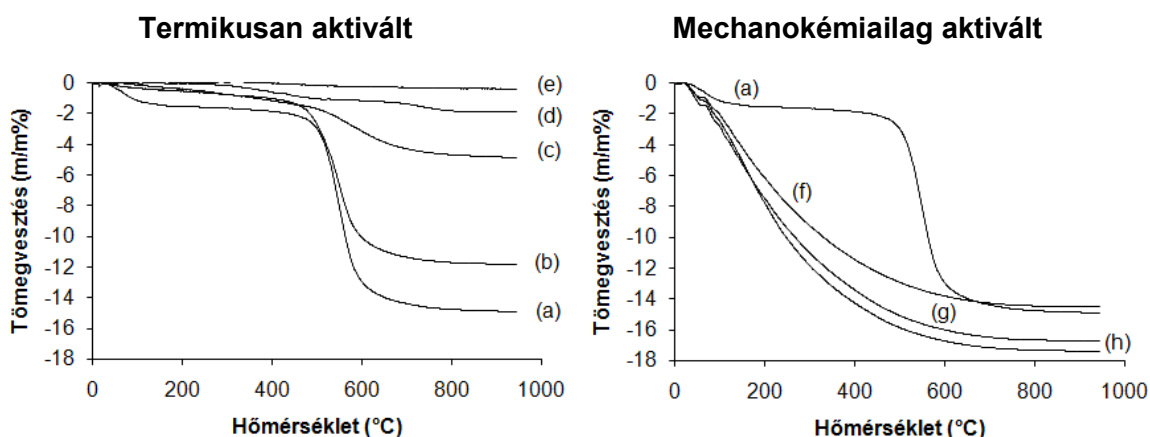 Termikusan aktivált
0
-2
-4
-6
-8
-10
-12
-14
-16
-18
Tömegvesztés (m/m%)
(e)
(d)
(c)
(b)
(a)
0 200 400 600 800 1000
Hőmérséklet (°C)
Mechanokémiailag aktivált
0
-2
-4
-6
-8
-10
-12
-14
-16
-18
Tömegvesztés (m/m%)
(a)
(f)
(g)
(h)
0 200 400 600 800 1000
Hőmérséklet (°C)